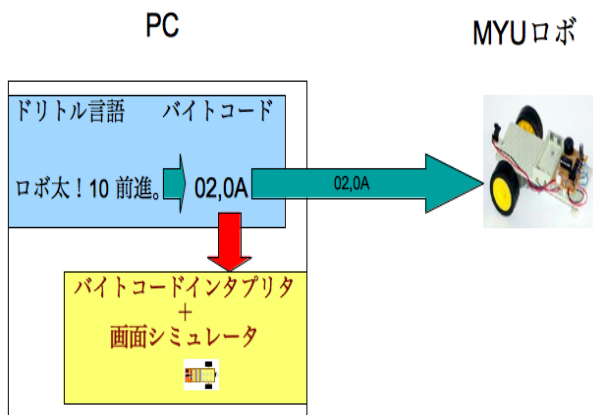 PC
MYUロボ
ドリトル言語 バイトコード
ロボ太！10 前進。 02,0A
02,0A
バイトコードインタプリタ
＋
画面シミュレータ